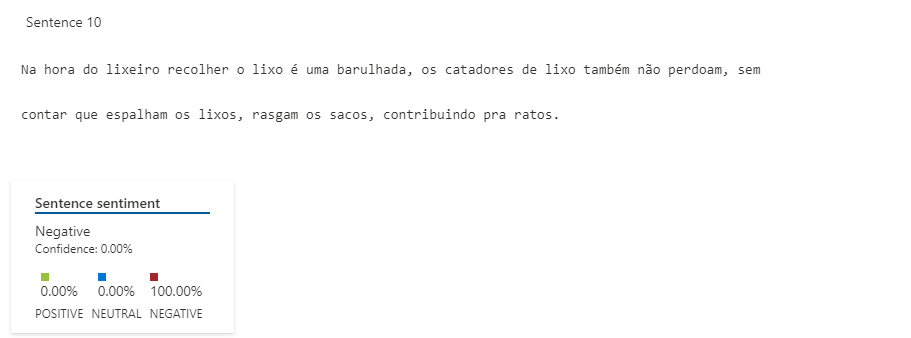 Sentence 10
Na hora do lixeiro recolher o lixo é uma barulhada, os catadores de lixo também não perdoam, sem
contar que espalham os lixos, rasgam os sacos, contribuindo pra ratos.
Sentence sentiment
Negative
Confidence: 0.00%
0.00% 0.00% 100.00%
POSITIVE NEUTRAL NEGATIVE